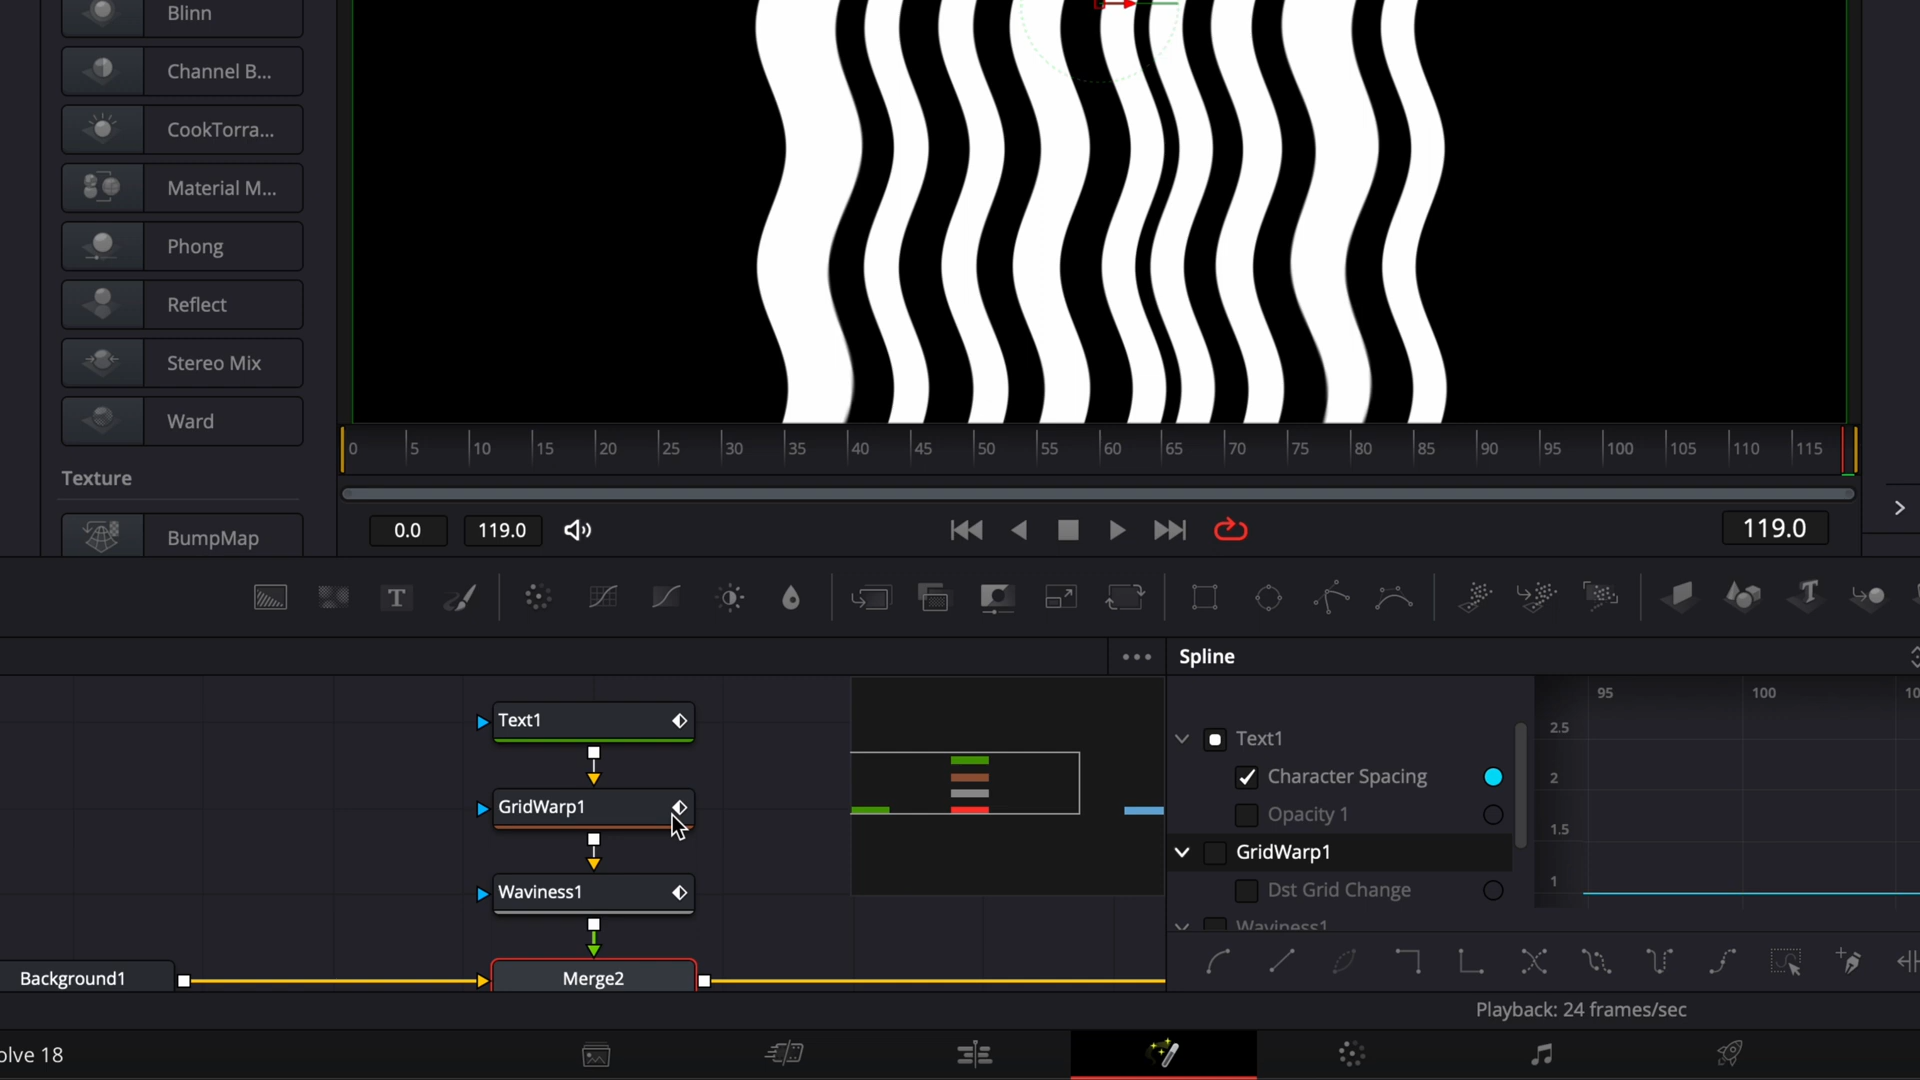 Blinn
Channel B...
CookTorra...
Material M...
Phong
Reflect
Stereo Mix
Ward
Texture
BumpMap
0 5 10 15 20 25 30 35 40 45 50 55 60 65 70 75 80 85 90 95 100 105 110 115
0.0 119.0 119.0
T
T
Spline
95 100 10
Text1
GridWarp1
Waviness1
Background1
Merge2
Text1
Character Spacing
Opacity 1
GridWarp1
Dst Grid Change
Waviness1
2.5
2
1.5
1
Playback: 24 frames/sec
olve 18